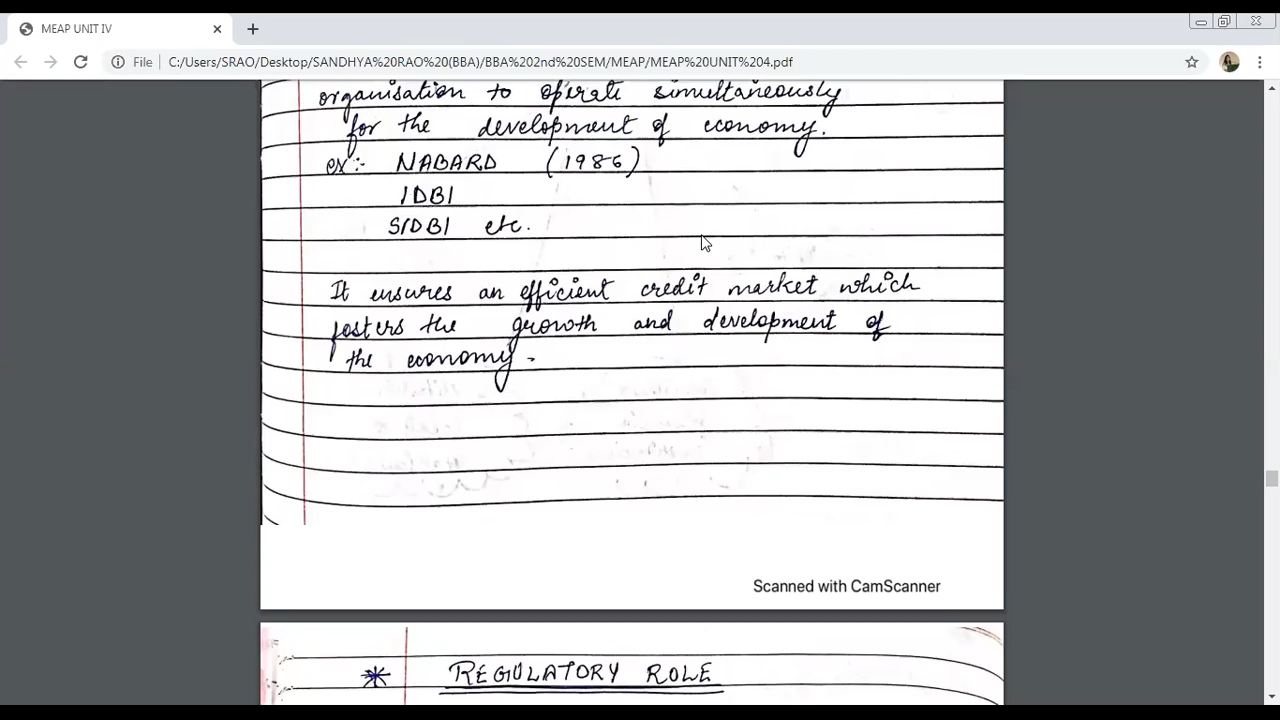 MEAP UNIT IV
File C:/Users/SRAO/Desktop/SANDHYA%20RAO%20(BBA)/BBA%202nd%20SEM/MEAP/MEAP%20UNIT%204.pdf
organisation to operate simultaneously
for the development of economy.
ex:- NABARD (1986)
IDBI
SIDBI etc.
It ensures an efficient credit market which
fosters the growth and development of
the economy.
Scanned with CamScanner
* REGULATORY ROLE